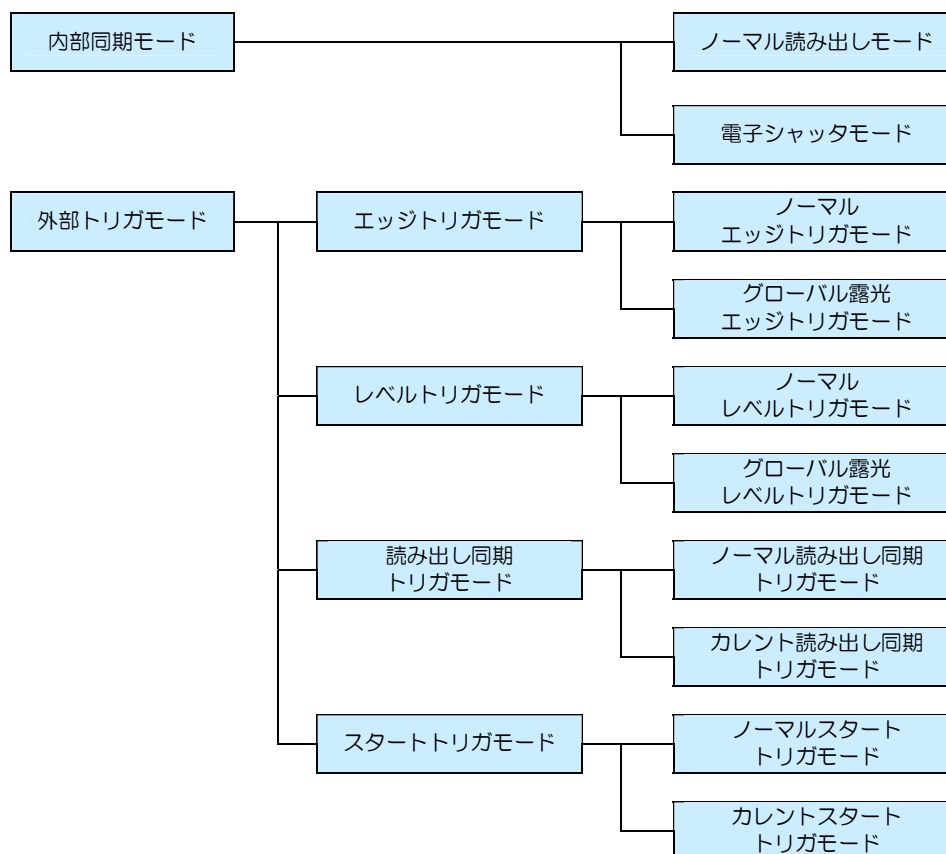 内部同期モード
ノーマル読み出しモード
電子シャッタモード
外部トリガモード
エッジトリガモード
ノーマル
エッジトリガモード
グローバル露光
エッジトリガモード
レベルトリガモード
ノーマル
レベルトリガモード
グローバル露光
レベルトリガモード
読み出し同期
トリガモード
ノーマル読み出し同期
トリガモード
カレント読み出し同期
トリガモード
スタートトリガモード
ノーマルスタート
トリガモード
カレントスタート
トリガモード